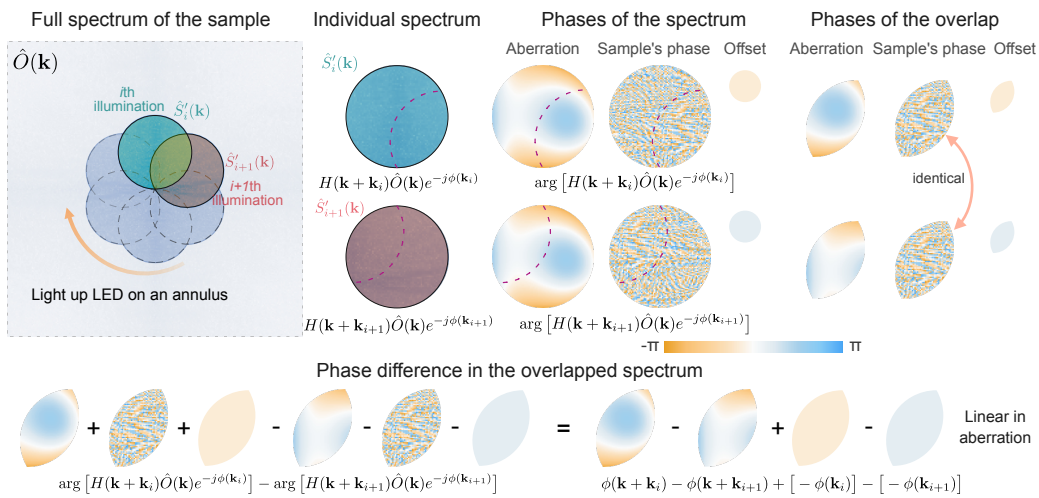 Full spectrum of the sample
Individual spectrum
Phases of the spectrum
Phases of the overlap
Ô(k)
ith
illumination
Ŝ′ᵢ(k)
Ŝ′ᵢ₊₁(k)
i+1th
illumination
Light up LED on an annulus
Ŝ′ᵢ(k)
H(k + kᵢ)Ô(k)e^{-jϕ(kᵢ)}
Ŝ′ᵢ₊₁(k)
H(k + kᵢ₊₁)Ô(k)e^{-jϕ(kᵢ₊₁)}
Aberration Sample's phase Offset
arg [H(k + kᵢ)Ô(k)e^{-jϕ(kᵢ)}]
arg [H(k + kᵢ₊₁)Ô(k)e^{-jϕ(kᵢ₊₁)}]
-π π
Aberration Sample's phase Offset
identical
Phase difference in the overlapped spectrum
+ + - - - = - + -
Linear in
aberration
arg [H(k + kᵢ)Ô(k)e^{-jϕ(kᵢ)}] − arg [H(k + kᵢ₊₁)Ô(k)e^{-jϕ(kᵢ₊₁)}]
ϕ(k + kᵢ) − ϕ(k + kᵢ₊₁) + [ − ϕ(kᵢ)] − [ − ϕ(kᵢ₊₁)]